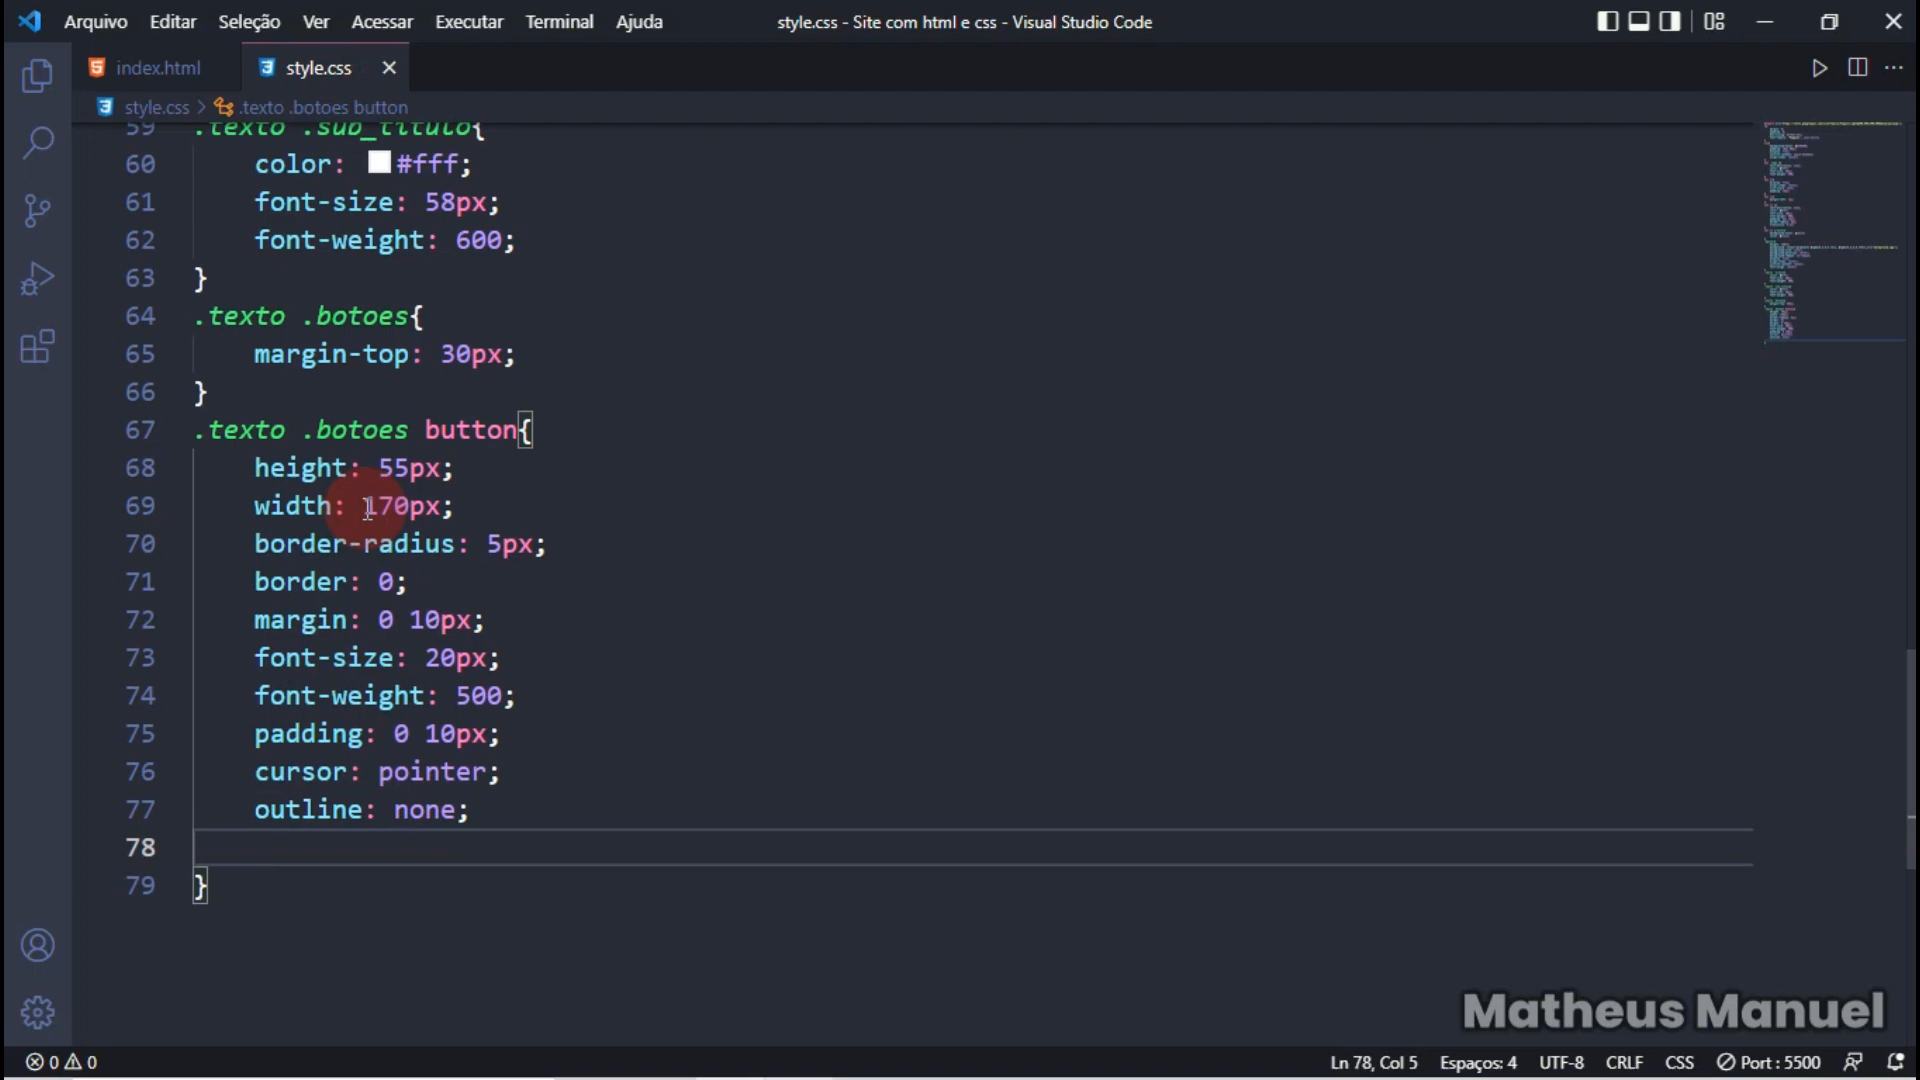 Arquivo Editar Seleção Ver Acessar Executar Terminal Ajuda
style.css - Site com html e css - Visual Studio Code
index.html
style.css
style.css > .texto .botoes button
59 .texto .sub_titulo{
60 color: #fff;
61 font-size: 58px;
62 font-weight: 600;
63 }
64 .texto .botoes{
65 margin-top: 30px;
66 }
67 .texto .botoes button{
68 height: 55px;
69 width: 170px;
70 border-radius: 5px;
71 border: 0;
72 margin: 0 10px;
73 font-size: 20px;
74 font-weight: 500;
75 padding: 0 10px;
76 cursor: pointer;
77 outline: none;
78
79 }
Matheus Manuel
0 0
Ln 78, Col 5 Espaços: 4 UTF-8 CRLF CSS Port : 5500